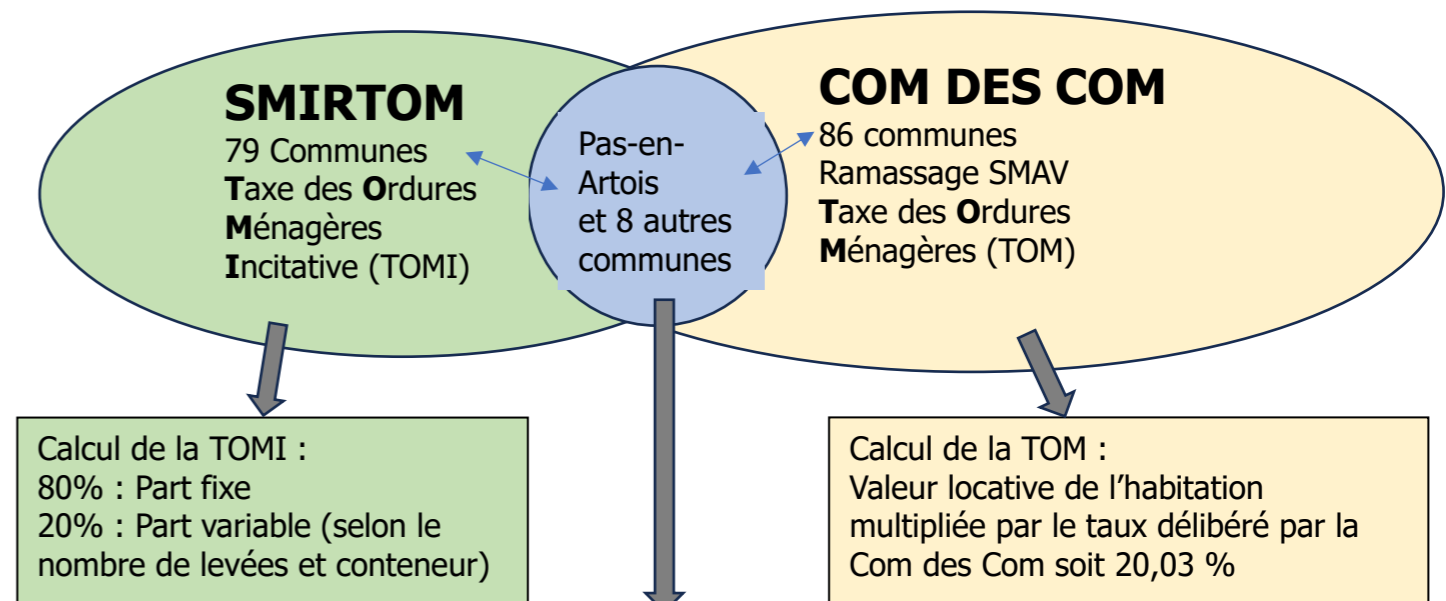 SMIRTOM
79 Communes
Taxe des Ordures
Ménagères
Incitative (TOMI)
Pas-en-
Artois
et 8 autres
communes
COM DES COM
86 communes
Ramassage SMAV
Taxe des Ordures
Ménagères (TOM)
Calcul de la TOMI :
80% : Part fixe
20% : Part variable (selon le
nombre de levées et conteneur)
Calcul de la TOM :
Valeur locative de l’habitation
multipliée par le taux délibéré par la
Com des Com soit 20,03 %